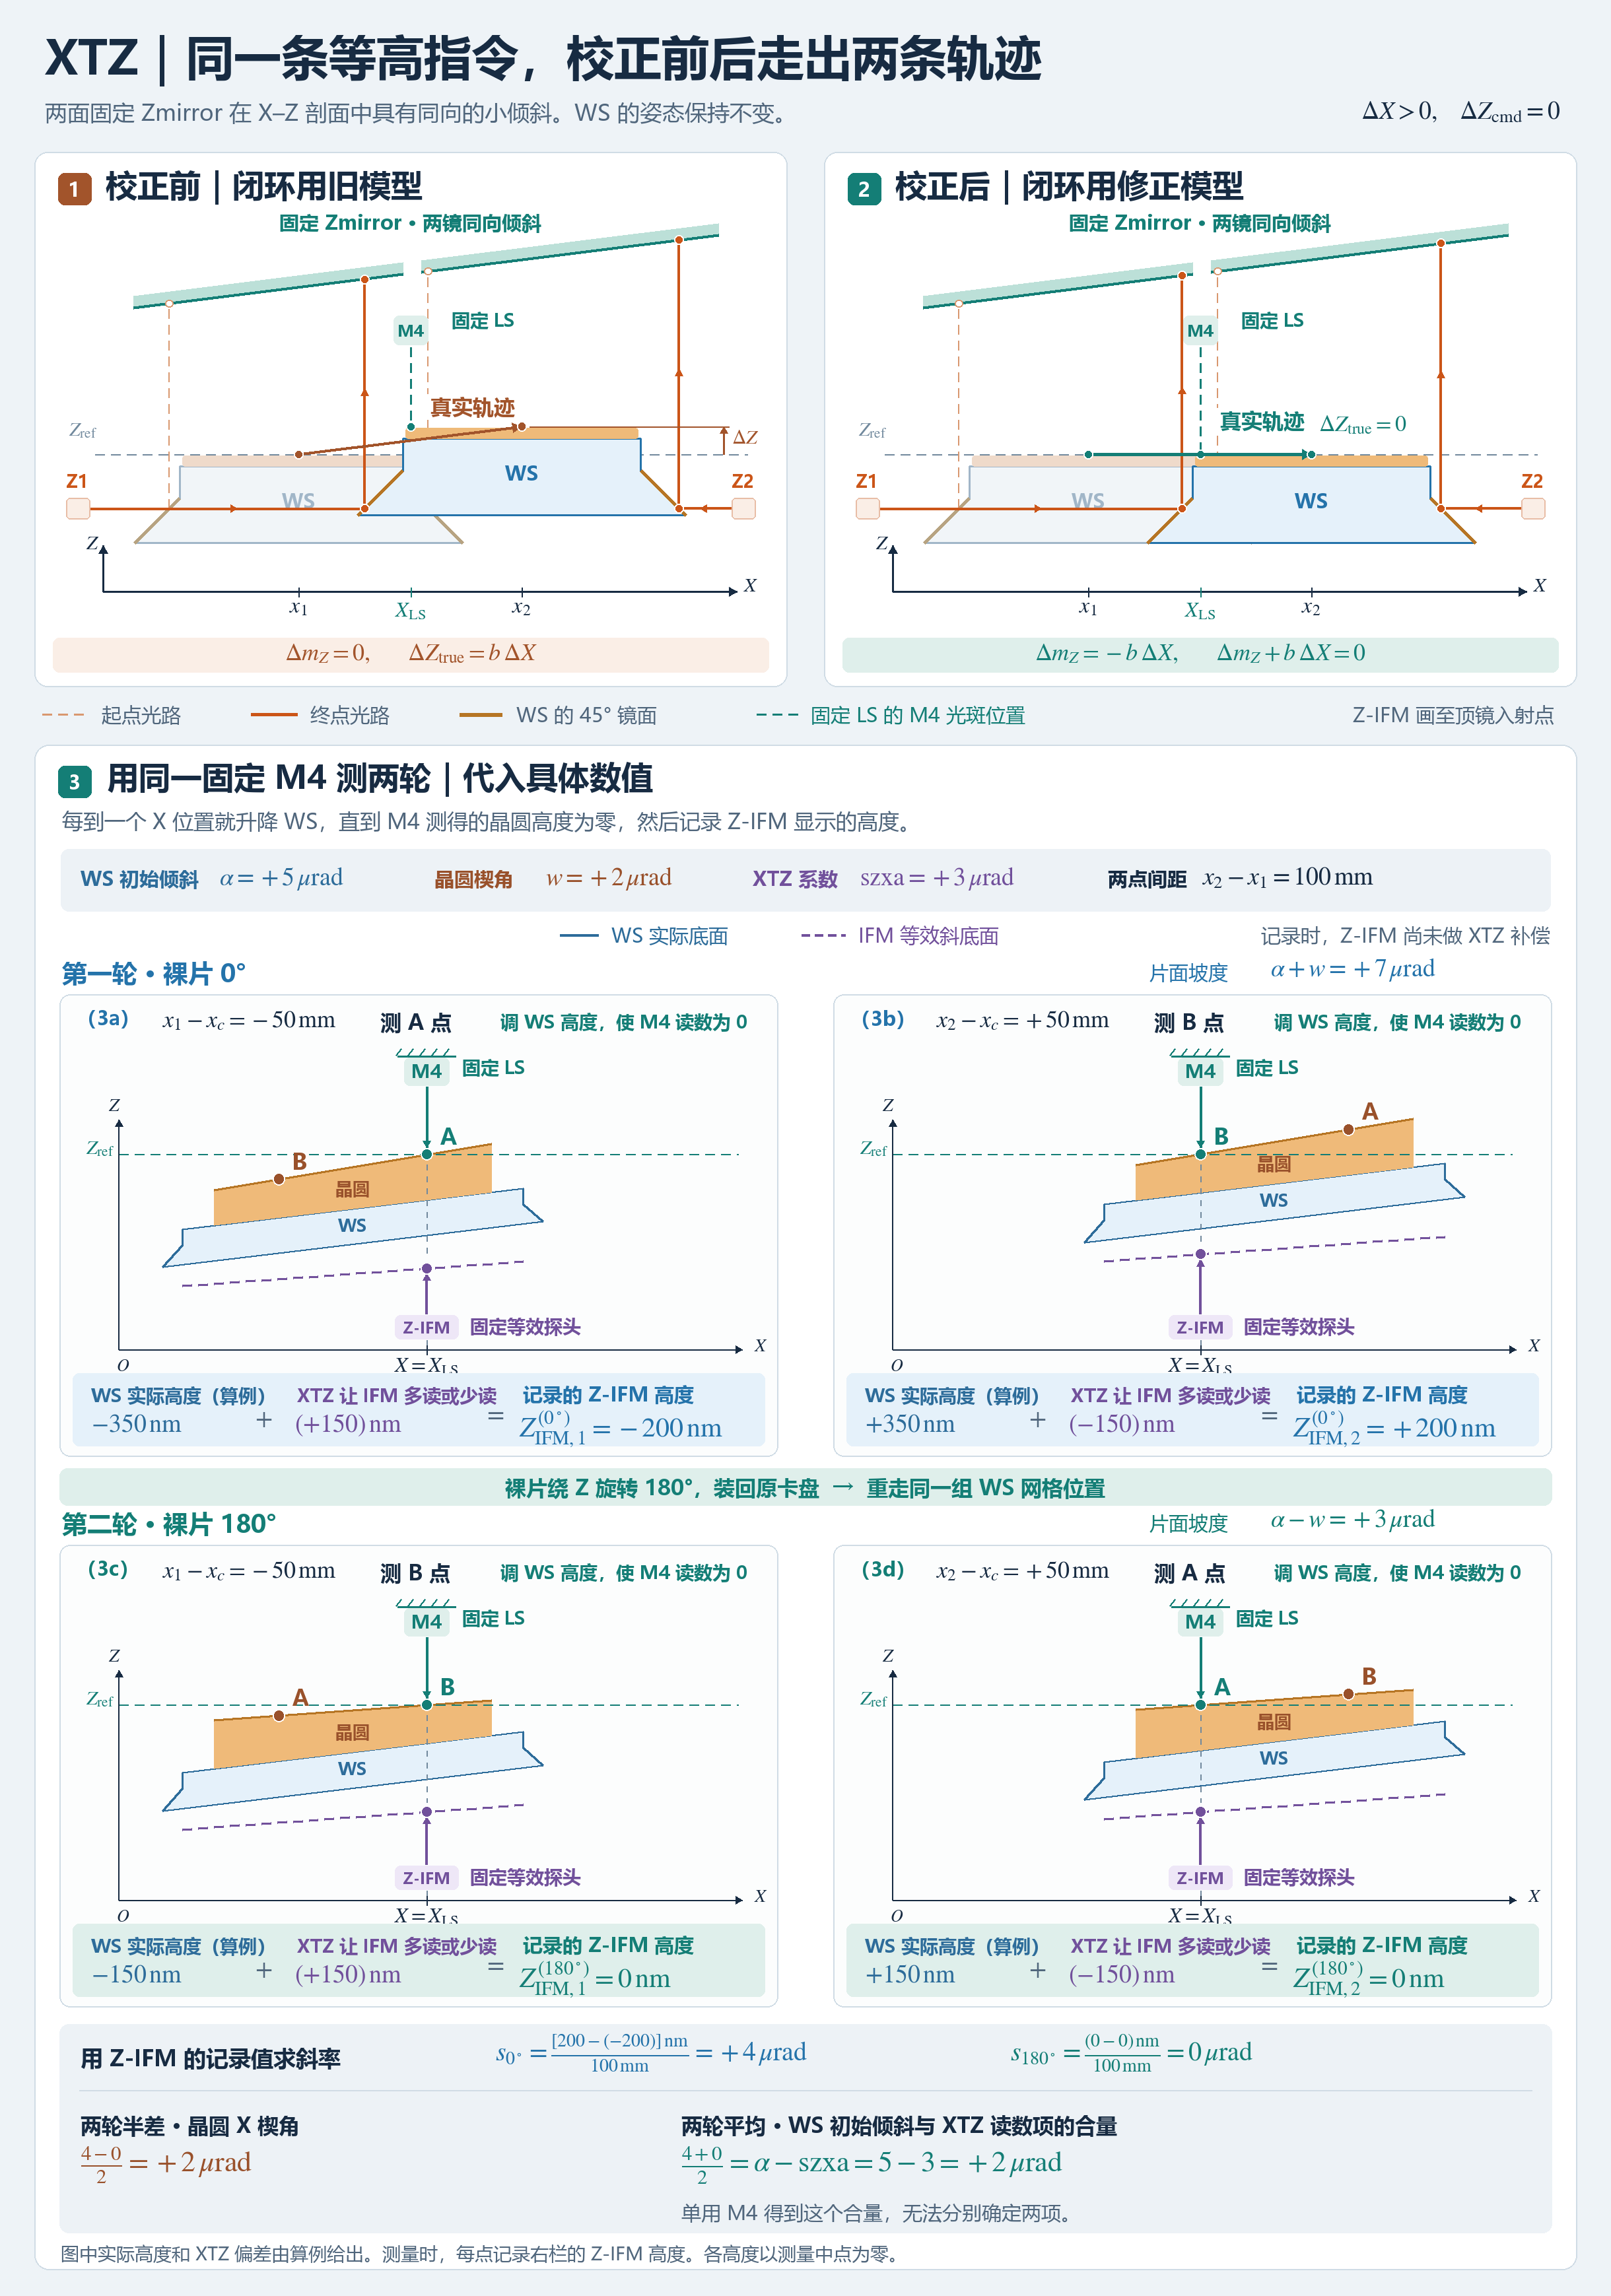 XTZ｜同一条等高指令，校正前后走出两条轨迹
两面固定 Zmirror 在 X–Z 剖面中具有同向的小倾斜。WS 的姿态保持不变。
ΔX > 0, ΔZcmd = 0
1 校正前｜闭环用旧模型
固定 Zmirror • 两镜同向倾斜
M4 固定 LS
真实轨迹
Zref
ΔZ
Z1 WS WS Z2
Z
X
x1 XLS x2
ΔmZ = 0, ΔZtrue = b ΔX
2 校正后｜闭环用修正模型
固定 Zmirror • 两镜同向倾斜
M4 固定 LS
真实轨迹 ΔZtrue = 0
Zref
Z1 WS WS Z2
Z
X
x1 XLS x2
ΔmZ = − b ΔX, ΔmZ + b ΔX = 0
起点光路 终点光路 WS 的 45° 镜面 固定 LS 的 M4 光斑位置 Z-IFM 画至顶镜入射点
3 用同一固定 M4 测两轮｜代入具体数值
每到一个 X 位置就升降 WS，直到 M4 测得的晶圆高度为零，然后记录 Z-IFM 显示的高度。
WS 初始倾斜 α = +5 μrad 晶圆楔角 w = +2 μrad XTZ 系数 szxa = +3 μrad 两点间距 x2 − x1 = 100 mm
WS 实际底面 IFM 等效斜底面 记录时，Z-IFM 尚未做 XTZ 补偿
第一轮 • 裸片 0° 片面坡度 α + w = +7 μrad
（3a） x1 − xc = − 50 mm 测 A 点 调 WS 高度，使 M4 读数为 0
M4 固定 LS
Z
Zref
A
B
晶圆
WS
Z-IFM 固定等效探头
X
O X = XLS
WS 实际高度（算例） XTZ 让 IFM 多读或少读 记录的 Z-IFM 高度
−350 nm + (+150) nm = Z(0°)IFM, 1 = − 200 nm
（3b） x2 − xc = + 50 mm 测 B 点 调 WS 高度，使 M4 读数为 0
M4 固定 LS
Z
A
Zref
B
晶圆
WS
Z-IFM 固定等效探头
X
O X = XLS
WS 实际高度（算例） XTZ 让 IFM 多读或少读 记录的 Z-IFM 高度
+350 nm + (−150) nm = Z(0°)IFM, 2 = + 200 nm
裸片绕 Z 旋转 180°，装回原卡盘 → 重走同一组 WS 网格位置
第二轮 • 裸片 180° 片面坡度 α − w = +3 μrad
（3c） x1 − xc = − 50 mm 测 B 点 调 WS 高度，使 M4 读数为 0
M4 固定 LS
Z
Zref
B
A
晶圆
WS
Z-IFM 固定等效探头
X
O X = XLS
WS 实际高度（算例） XTZ 让 IFM 多读或少读 记录的 Z-IFM 高度
−150 nm + (+150) nm = Z(180°)IFM, 1 = 0 nm
（3d） x2 − xc = + 50 mm 测 A 点 调 WS 高度，使 M4 读数为 0
M4 固定 LS
Z
B
Zref
A
晶圆
WS
Z-IFM 固定等效探头
X
O X = XLS
WS 实际高度（算例） XTZ 让 IFM 多读或少读 记录的 Z-IFM 高度
+150 nm + (−150) nm = Z(180°)IFM, 2 = 0 nm
用 Z-IFM 的记录值求斜率 s0° = [200 − (−200)] nm / 100 mm = +4 μrad s180° = (0 − 0) nm / 100 mm = 0 μrad
两轮半差 • 晶圆 X 楔角 两轮平均 • WS 初始倾斜与 XTZ 读数项的合量
4 − 0 / 2 = +2 μrad 4 + 0 / 2 = α − szxa = 5 − 3 = +2 μrad
单用 M4 得到这个合量，无法分别确定两项。
图中实际高度和 XTZ 偏差由算例给出。测量时，每点记录右栏的 Z-IFM 高度。各高度以测量中点为零。